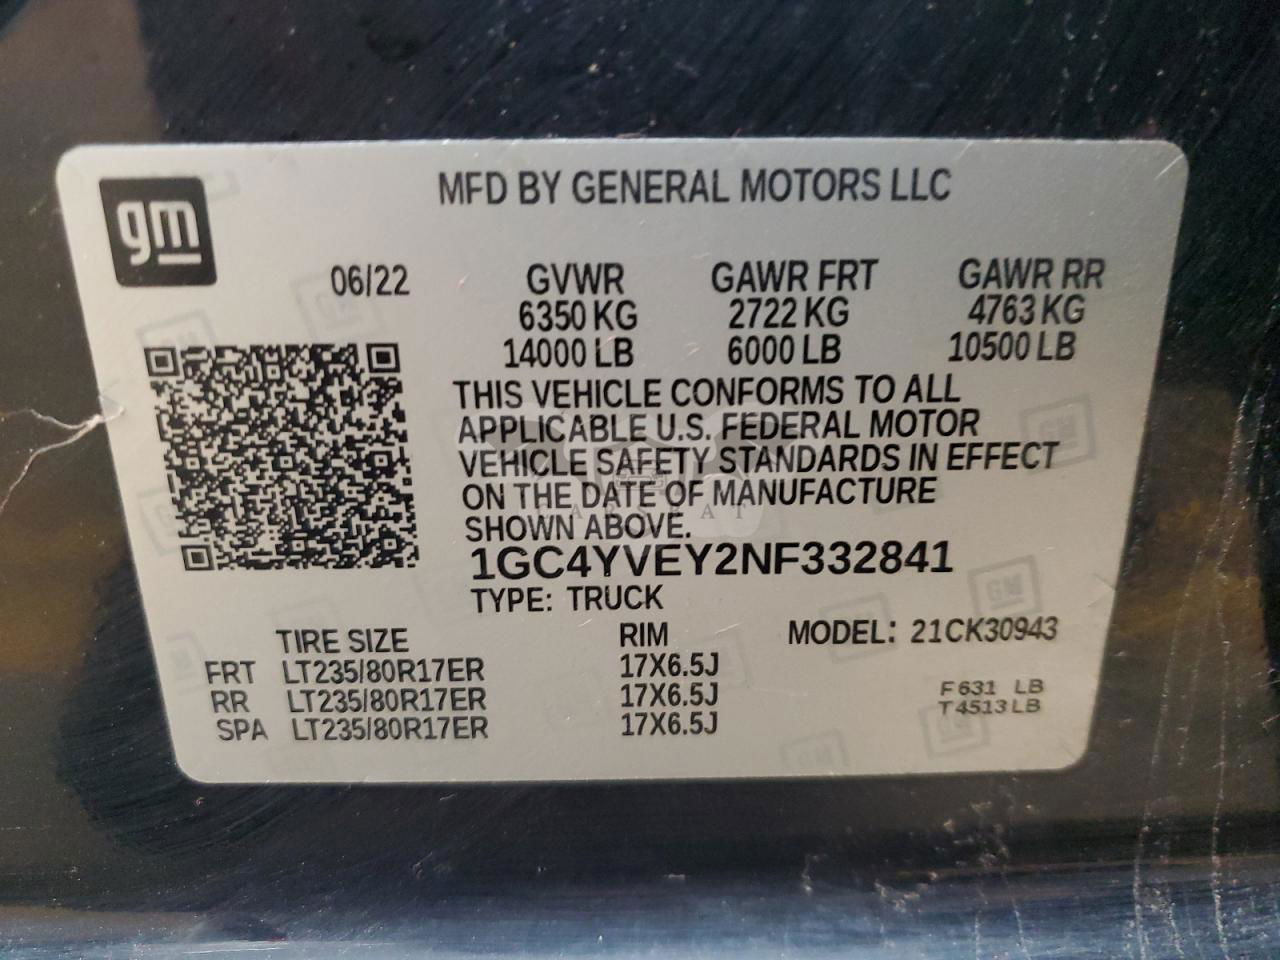 gm
MFD BY GENERAL MOTORS LLC
06/22 GVWR GAWR FRT GAWR RR
6350 KG 2722 KG 4763 KG
14000 LB 6000 LB 10500 LB
THIS VEHICLE CONFORMS TO ALL
APPLICABLE U.S. FEDERAL MOTOR
VEHICLE SAFETY STANDARDS IN EFFECT
ON THE DATE OF MANUFACTURE
SHOWN ABOVE.
1GC4YVEY2NF332841
TYPE: TRUCK
TIRE SIZE RIM MODEL: 21CK30943
FRT LT235/80R17ER 17X6.5J
RR LT235/80R17ER 17X6.5J
SPA LT235/80R17ER 17X6.5J
F 631 LB
T 4513 LB
GM